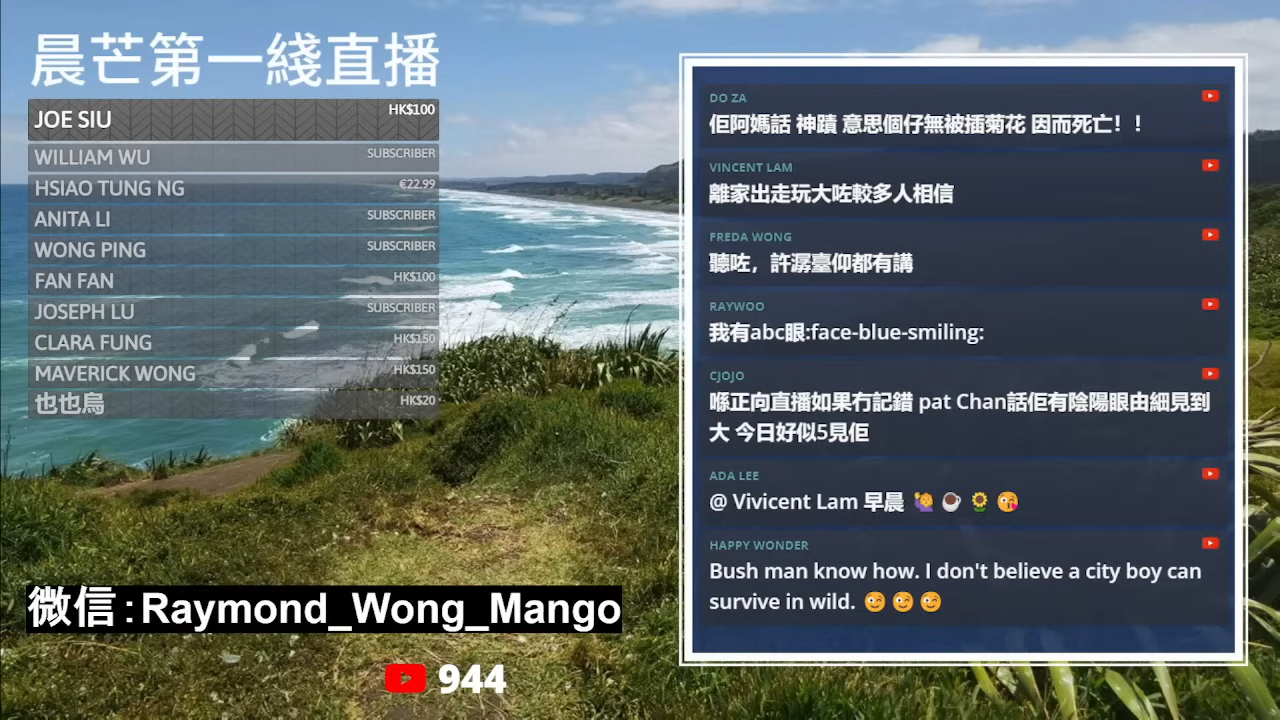 晨芒第一綫直播
JOE SIU HK$100
WILLIAM WU SUBSCRIBER
HSIAO TUNG NG €22.99
ANITA LI SUBSCRIBER
WONG PING SUBSCRIBER
FAN FAN HK$100
JOSEPH LU SUBSCRIBER
CLARA FUNG HK$150
MAVERICK WONG HK$150
也也烏 HK$20
微信:Raymond_Wong_Mango
944
DO ZA
佢阿媽話 神蹟 意思個仔無被插菊花 因而死亡！！
VINCENT LAM
離家出走玩大咗較多人相信
FREDA WONG
聽咗，許潺臺仰都有講
RAYWOO
我有abc眼:face-blue-smiling:
CJOJO
喺正向直播如果冇記錯 pat Chan話佢有陰陽眼由細見到
大 今日好似5見佢
ADA LEE
@ Vivicent Lam 早晨 🙋 ☕ 🌻 😘
HAPPY WONDER
Bush man know how. I don't believe a city boy can
survive in wild. 😉 😉 😉